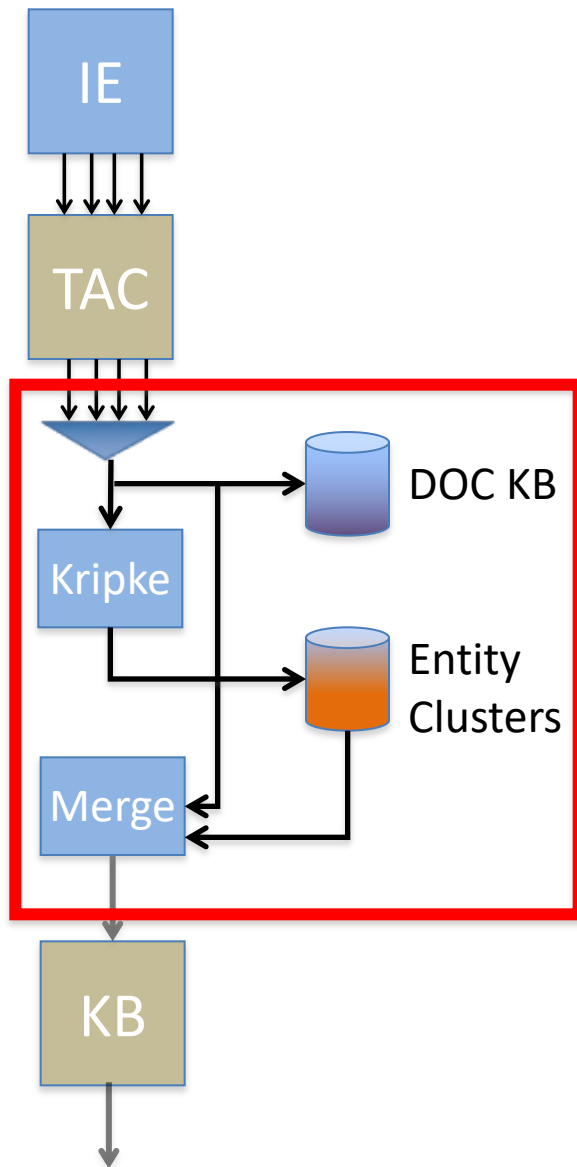 IE
TAC
DOC KB
Kripke
Entity
Clusters
Merge
KB